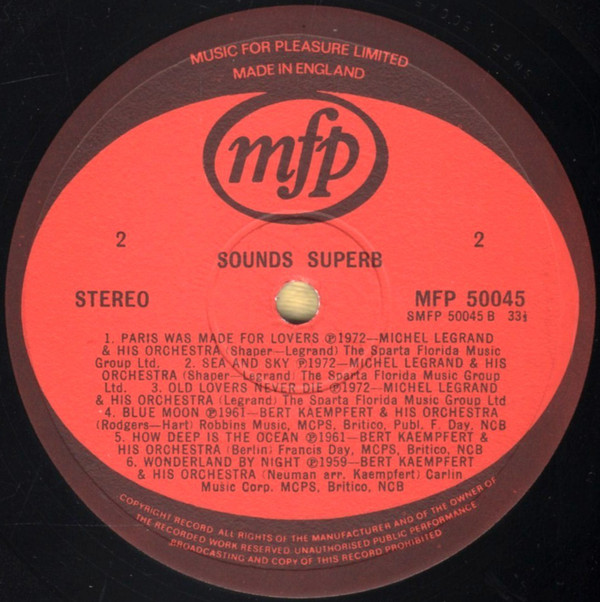 MUSIC FOR PLEASURE LIMITED
MADE IN ENGLAND
mfp
2 2
SOUNDS SUPERB
STEREO MFP 50045
SMFP 50045 B 33⅓
1. PARIS WAS MADE FOR LOVERS ℗1972—MICHEL LEGRAND
& HIS ORCHESTRA (Shaper—Legrand) The Sparta Florida Music
Group Ltd. 2. SEA AND SKY ℗1972—MICHEL LEGRAND & HIS
ORCHESTRA (Shaper—Legrand) The Sparta Florida Music Group
Ltd. 3. OLD LOVERS NEVER DIE ℗1972—MICHEL LEGRAND
& HIS ORCHESTRA (Legrand) The Sparta Florida Music Group Ltd
4. BLUE MOON ℗1961—BERT KAEMPFERT & HIS ORCHESTRA
(Rodgers—Hart) Robbins Music, MCPS, Britico, Publ. F. Day, NCB
5. HOW DEEP IS THE OCEAN ℗1961—BERT KAEMPFERT &
HIS ORCHESTRA (Berlin) Francis Day, MCPS, Britico, NCB
6. WONDERLAND BY NIGHT ℗1959—BERT KAEMPFERT
& HIS ORCHESTRA (Neuman arr. Kaempfert) Carlin
Music Corp. MCPS, Britico, NCB
COPYRIGHT RECORD ALL RIGHTS OF THE MANUFACTURER AND OF THE OWNER OF
THE RECORDED WORK RESERVED. UNAUTHORISED PUBLIC PERFORMANCE
BROADCASTING AND COPY OF THIS RECORD PROHIBITED